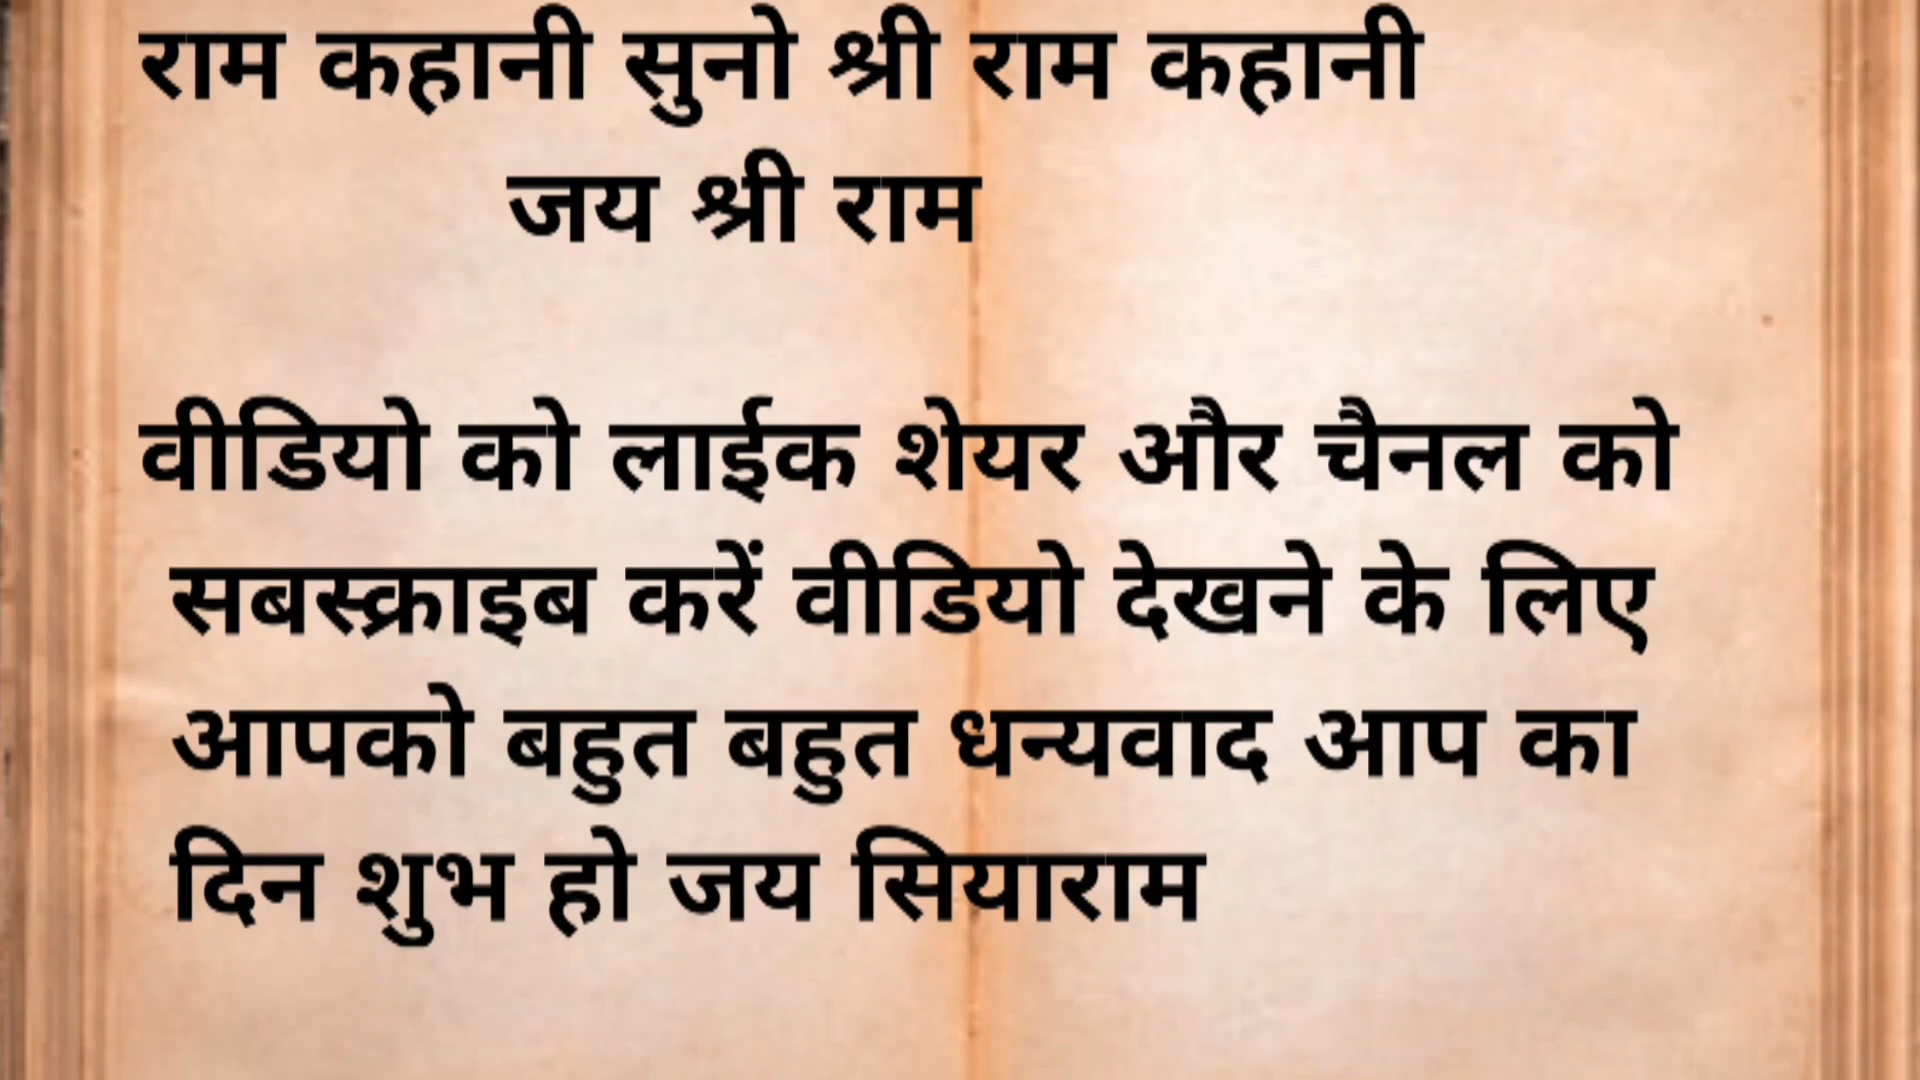 राम कहानी सुनो श्री राम कहानी
जय श्री राम
वीडियो को लाईक शेयर और चैनल को
सबस्क्राइब करें वीडियो देखने के लिए
आपको बहुत बहुत धन्यवाद आप का
दिन शुभ हो जय सियाराम